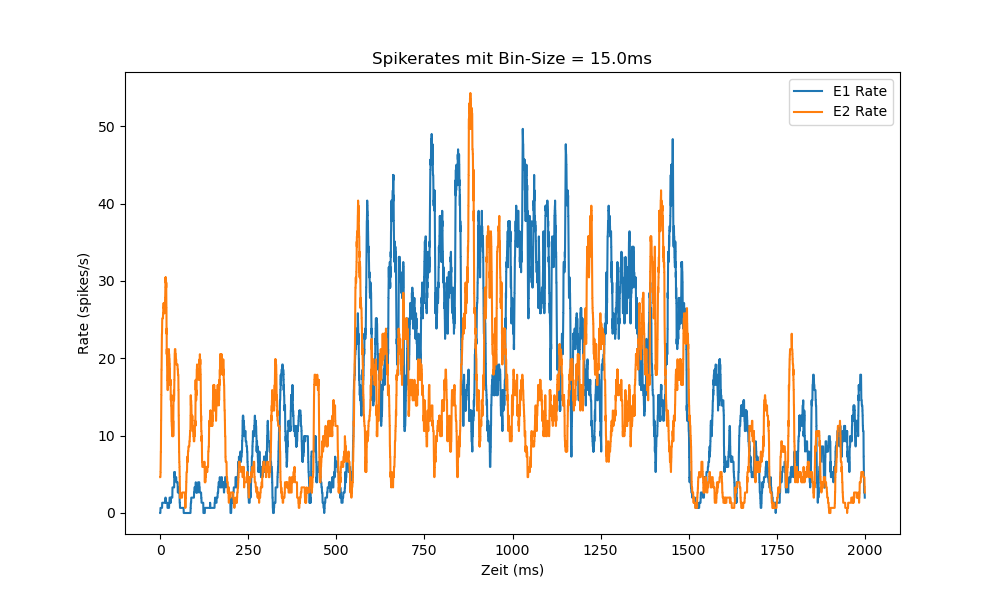 Spikerates mit Bin-Size = 15.0ms
E1 Rate
E2 Rate
50
40
30
20
10
0
Rate (spikes/s)
0 250 500 750 1000 1250 1500 1750 2000
Zeit (ms)